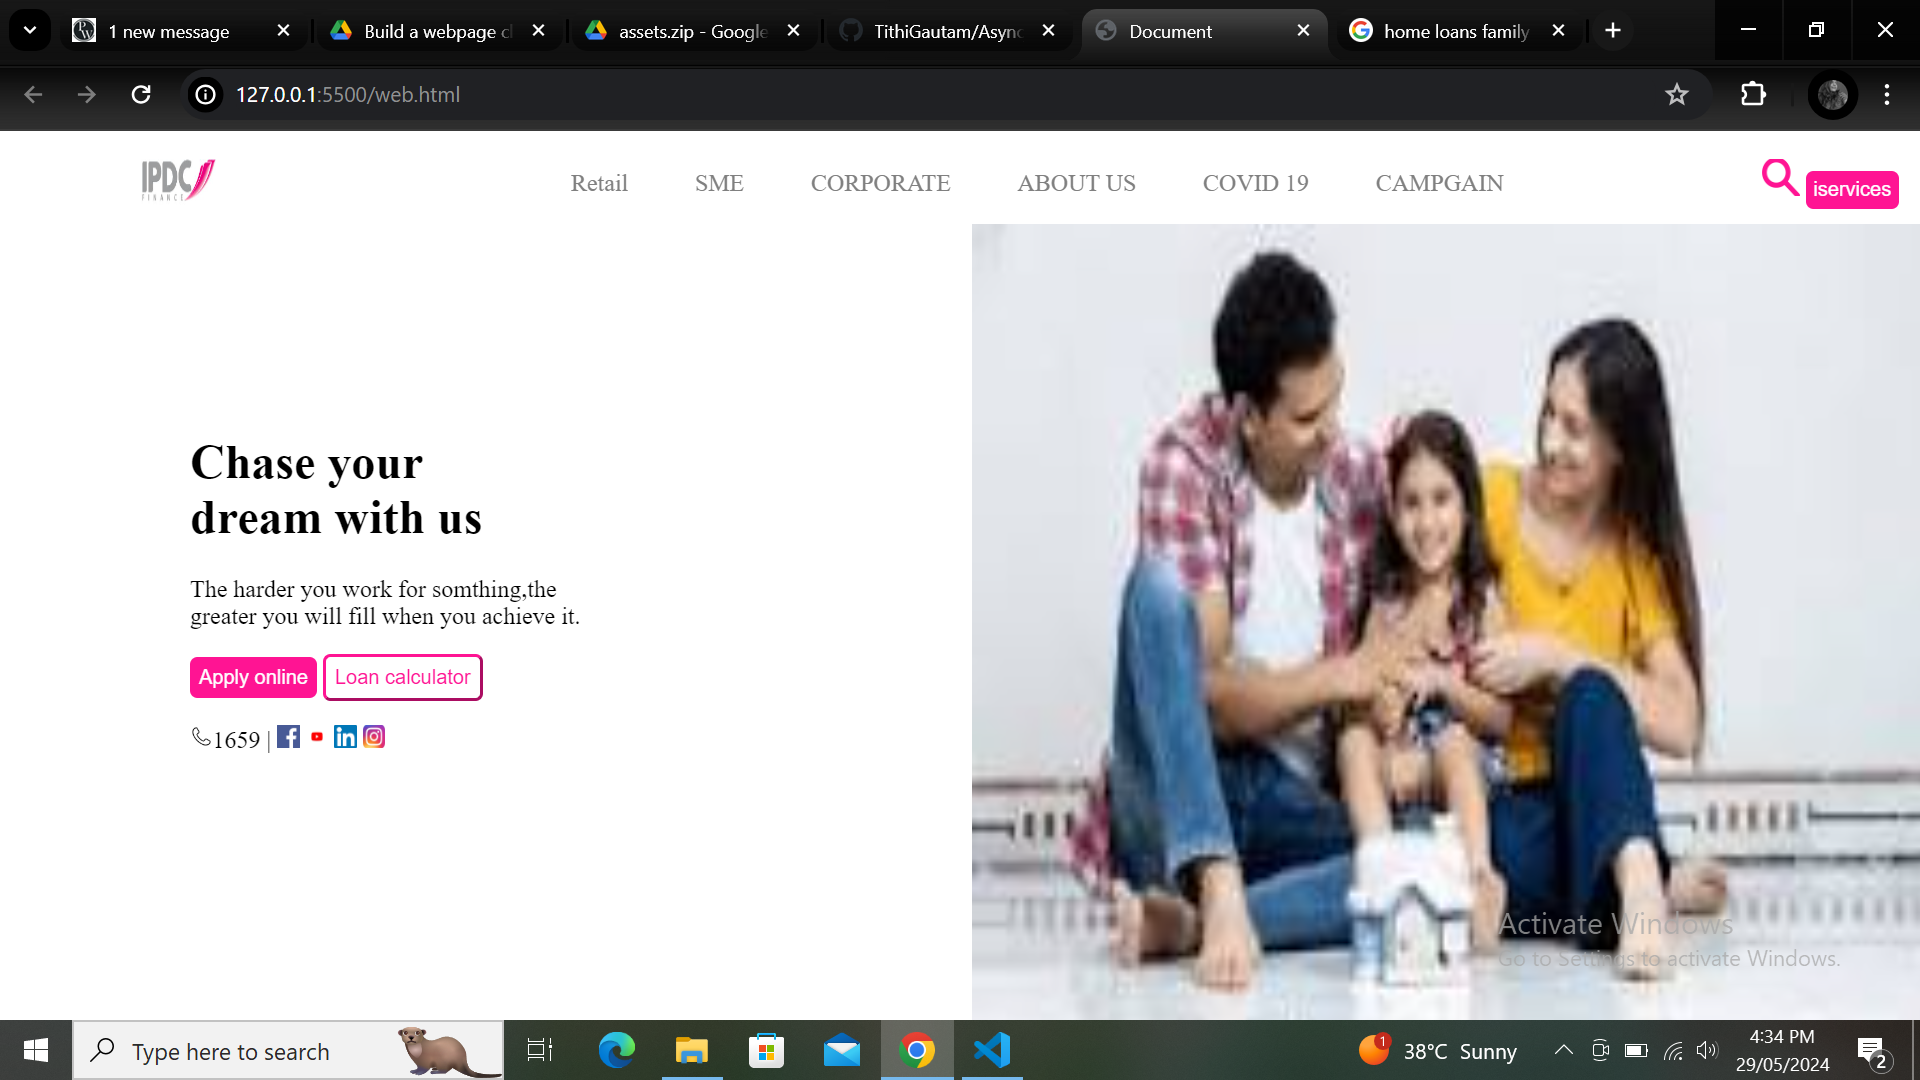 1 new message
Build a webpage cl
assets.zip - Google
TithiGautam/Async
Document
home loans family
127.0.0.1:5500/web.html
IPDC
FINANCE
Retail
SME
CORPORATE
ABOUT US
COVID 19
CAMPGAIN
iservices
Chase your
dream with us
The harder you work for somthing,the
greater you will fill when you achieve it.
Apply online
Loan calculator
1659 |
Activate Windows
Go to Settings to activate Windows.
Type here to search
1
38°C Sunny
4:34 PM
29/05/2024
2